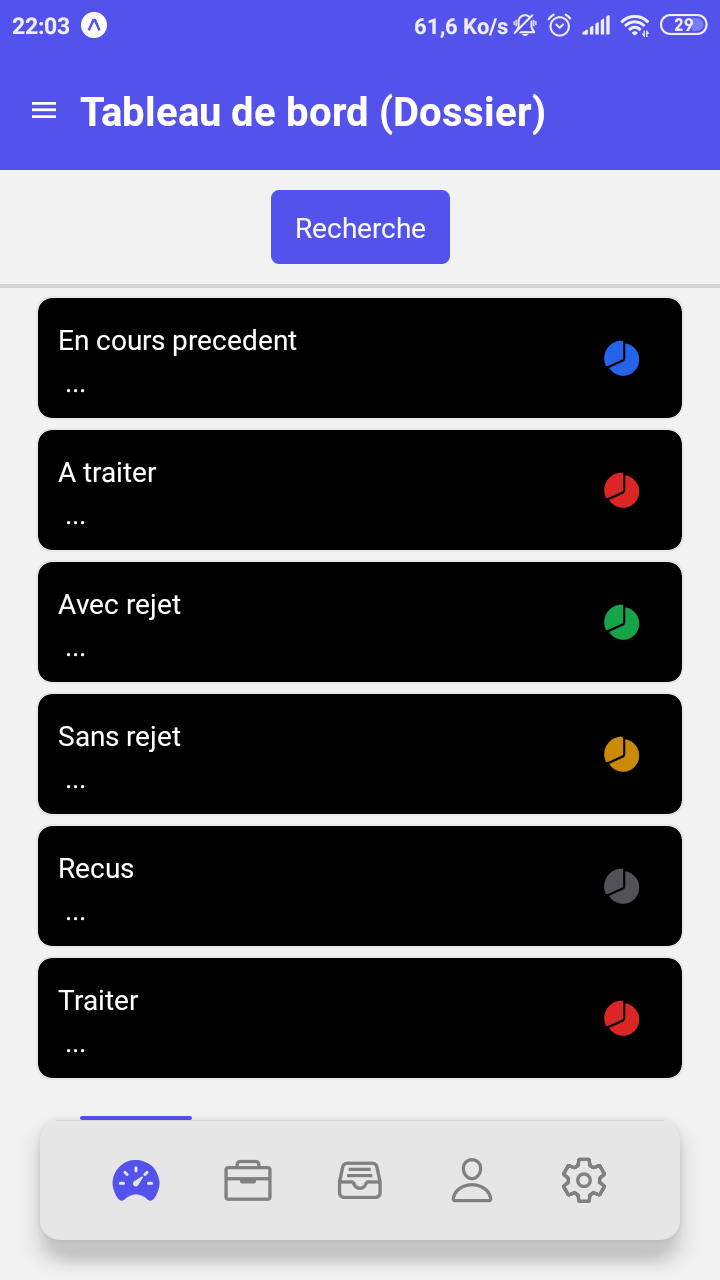 22:03
61,6 Ko/s
29
Tableau de bord (Dossier)
Recherche
En cours precedent
...
A traiter
...
Avec rejet
...
Sans rejet
...
Recus
...
Traiter
...